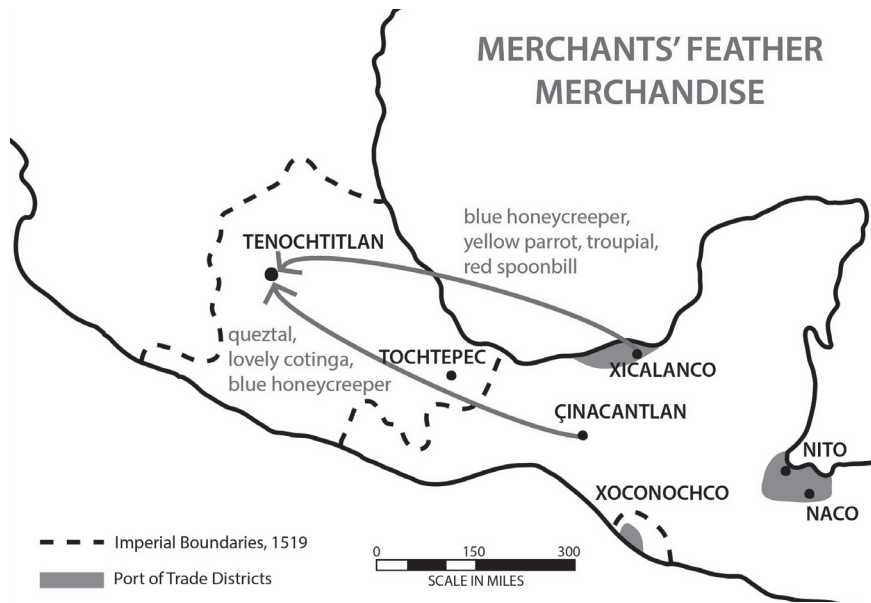 MERCHANTS' FEATHER
MERCHANDISE
blue honeycreeper,
yellow parrot, troupial,
red spoonbill
TENOCHTITLAN
queztal,
lovely cotinga,
blue honeycreeper
TOCHTEPEC
XICALANCO
ÇINACANTLAN
NITO
XOCONOCHCO
NACO
Imperial Boundaries, 1519
Port of Trade Districts
0 150 300
SCALE IN MILES